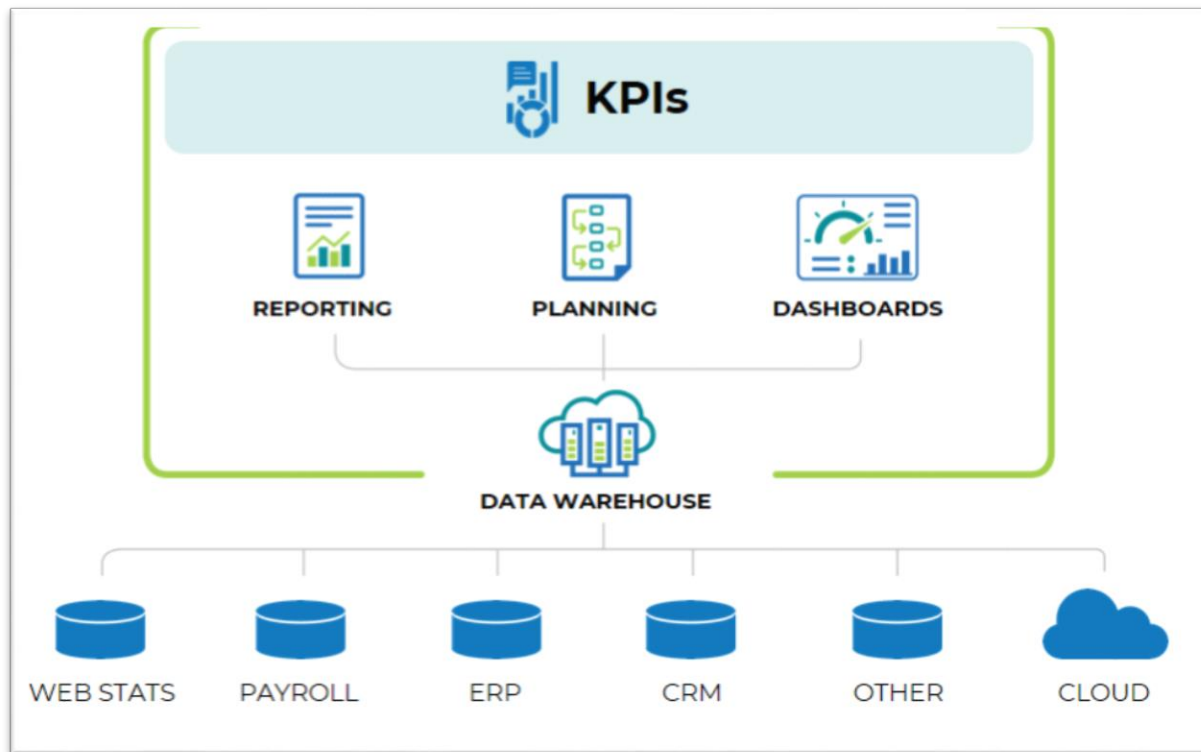 KPIs
REPORTING
PLANNING
DASHBOARDS
DATA WAREHOUSE
WEB STATS
PAYROLL
ERP
CRM
OTHER
CLOUD